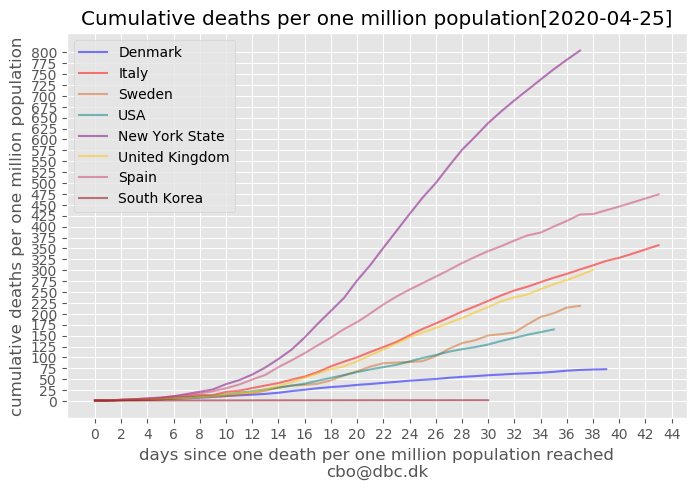 Cumulative deaths per one million population[2020-04-25]
cumulative deaths per one million population
800
775
750
725
700
675
650
625
600
575
550
525
500
475
450
425
400
375
350
325
300
275
250
225
200
175
150
125
100
75
50
25
0
Denmark
Italy
Sweden
USA
New York State
United Kingdom
Spain
South Korea
0 2 4 6 8 10 12 14 16 18 20 22 24 26 28 30 32 34 36 38 40 42 44
days since one death per one million population reached
cbo@dbc.dk